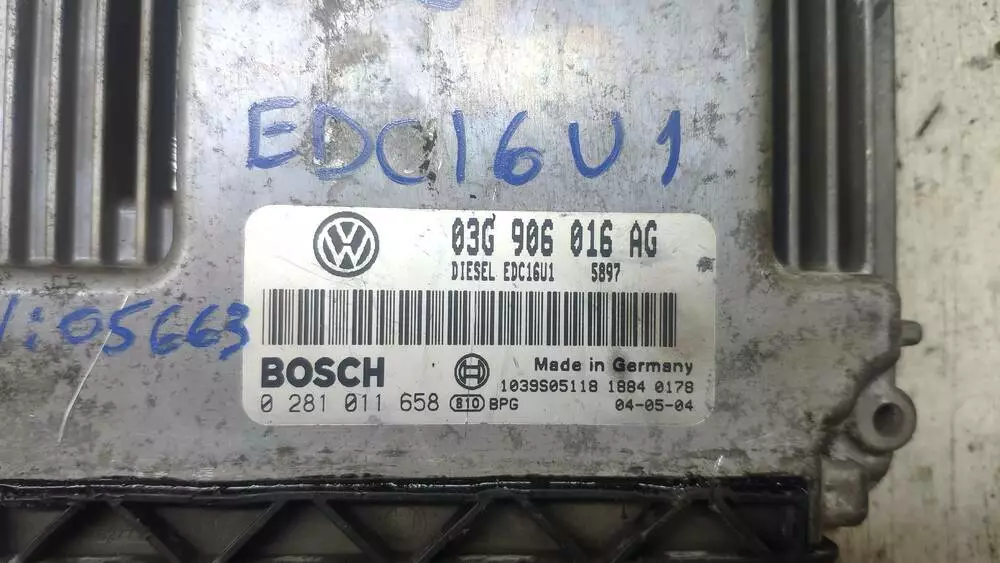 EDC16U1
03G 906 016 AG
DIESEL EDC16U1 5897
:05663
BOSCH
Made in Germany
1039S05118 1884 0178
0 281 011 658 810 BPG
04-05-04